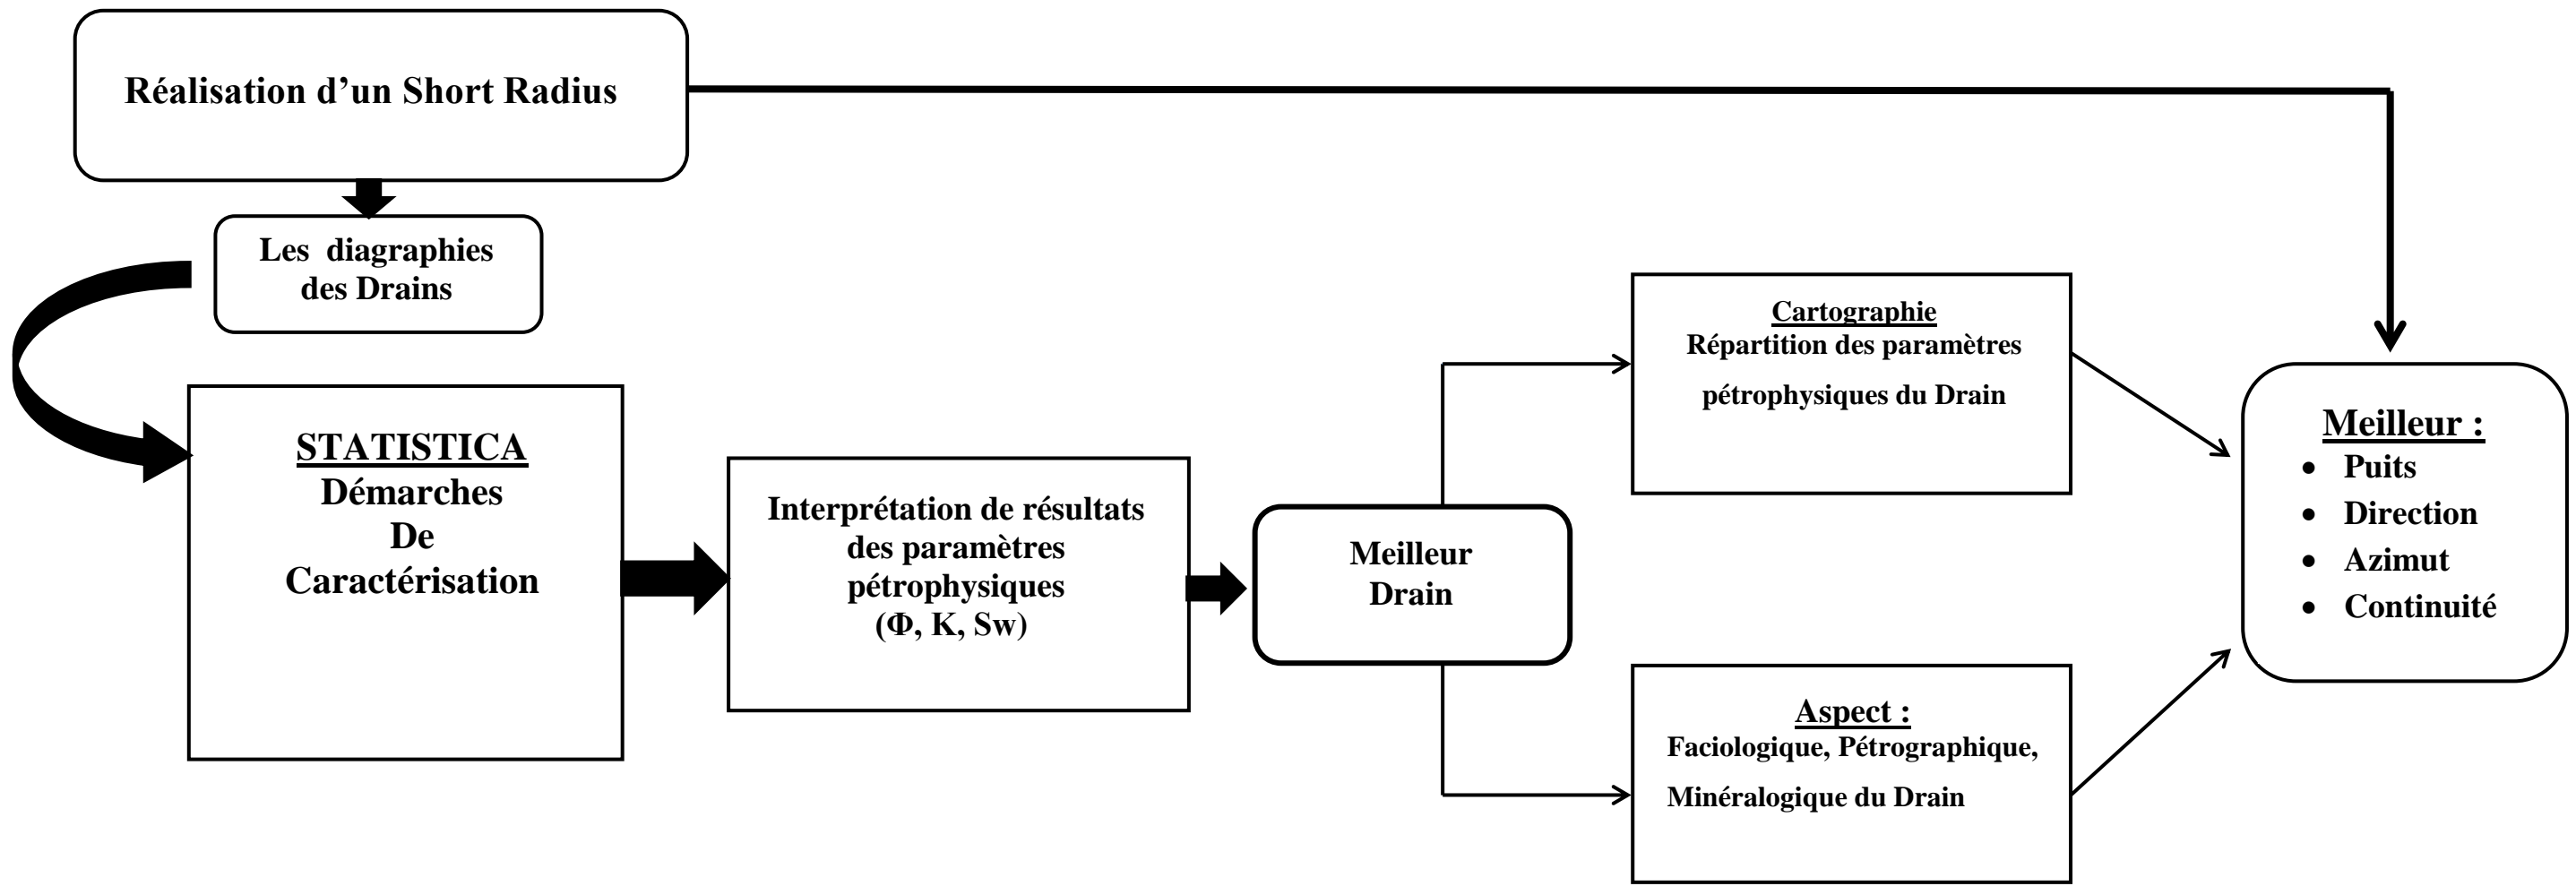 Réalisation d’un Short Radius
Les diagraphies
des Drains
STATISTICA
Démarches
De
Caractérisation
Interprétation de résultats
des paramètres
pétrophysiques
(Φ, K, Sw)
Meilleur
Drain
Cartographie
Répartition des paramètres
pétrophysiques du Drain
Aspect :
Faciologique, Pétrographique,
Minéralogique du Drain
Meilleur :
• Puits
• Direction
• Azimut
• Continuité